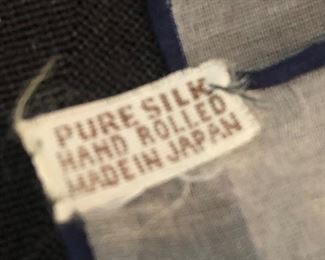 PURE SILK
HAND ROLLED
MADE IN JAPAN